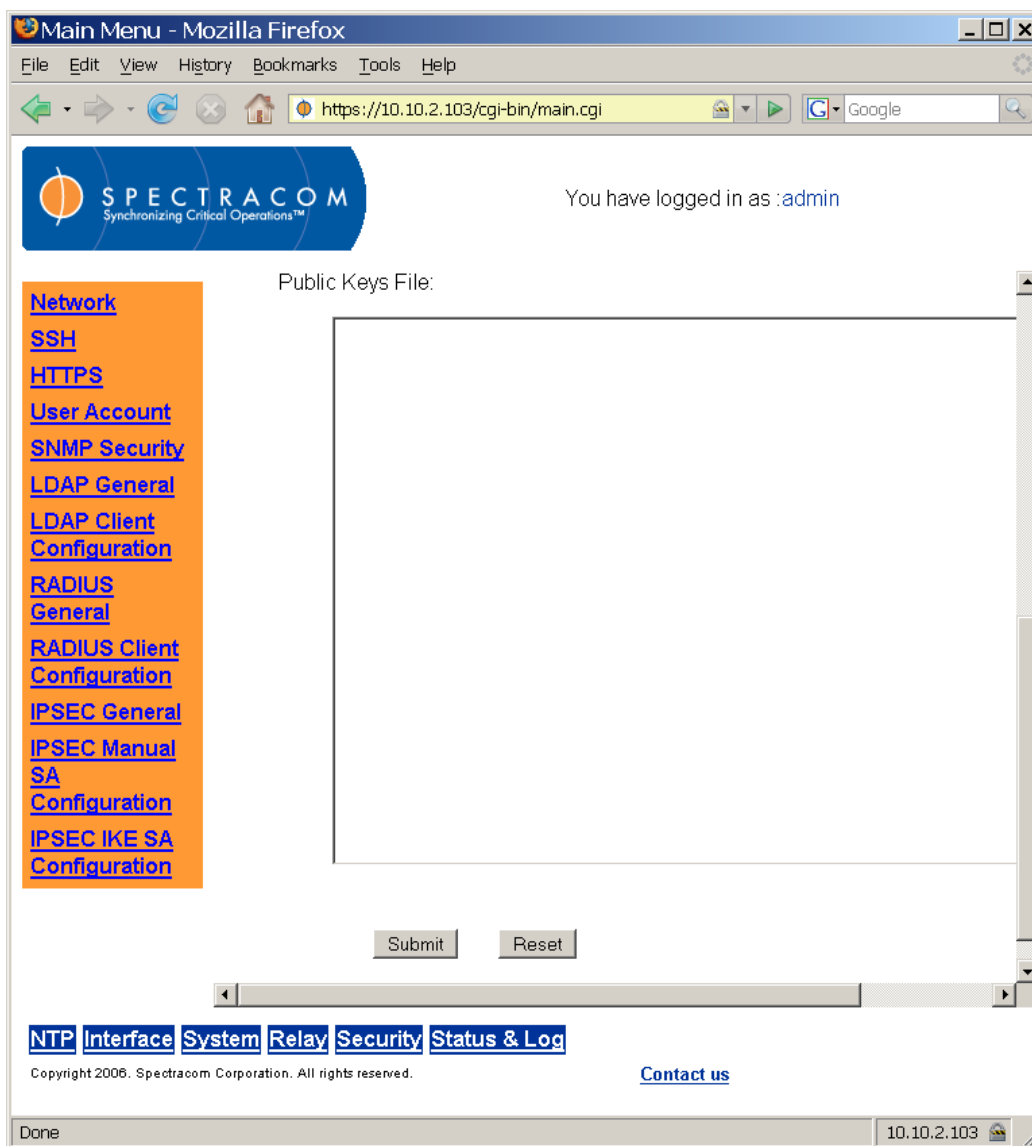 Main Menu - Mozilla Firefox
File Edit View History Bookmarks Tools Help
https://10.10.2.103/cgi-bin/main.cgi
G Google
SPECTRACOM
Synchronizing Critical Operations™
You have logged in as :admin
Public Keys File:
Network
SSH
HTTPS
User Account
SNMP Security
LDAP General
LDAP Client
Configuration
RADIUS
General
RADIUS Client
Configuration
IPSEC General
IPSEC Manual
SA
Configuration
IPSEC IKE SA
Configuration
Submit Reset
NTP Interface System Relay Security Status & Log
Copyright 2006. Spectracom Corporation. All rights reserved.
Contact us
Done
10.10.2.103